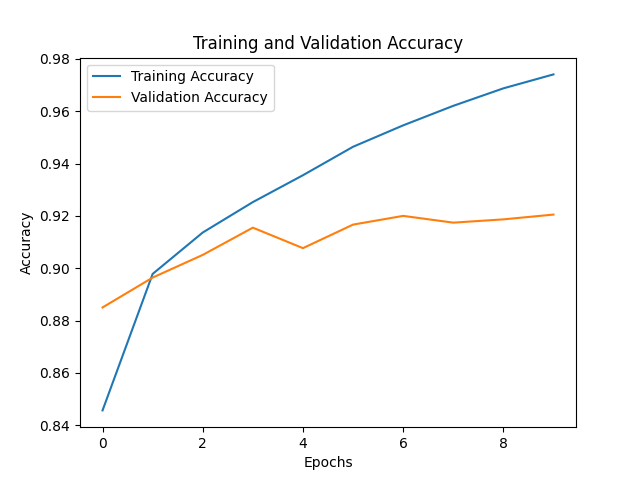 Training and Validation Accuracy
Training Accuracy
Validation Accuracy
0.98
0.96
0.94
0.92
0.90
0.88
0.86
0.84
Accuracy
0 2 4 6 8
Epochs